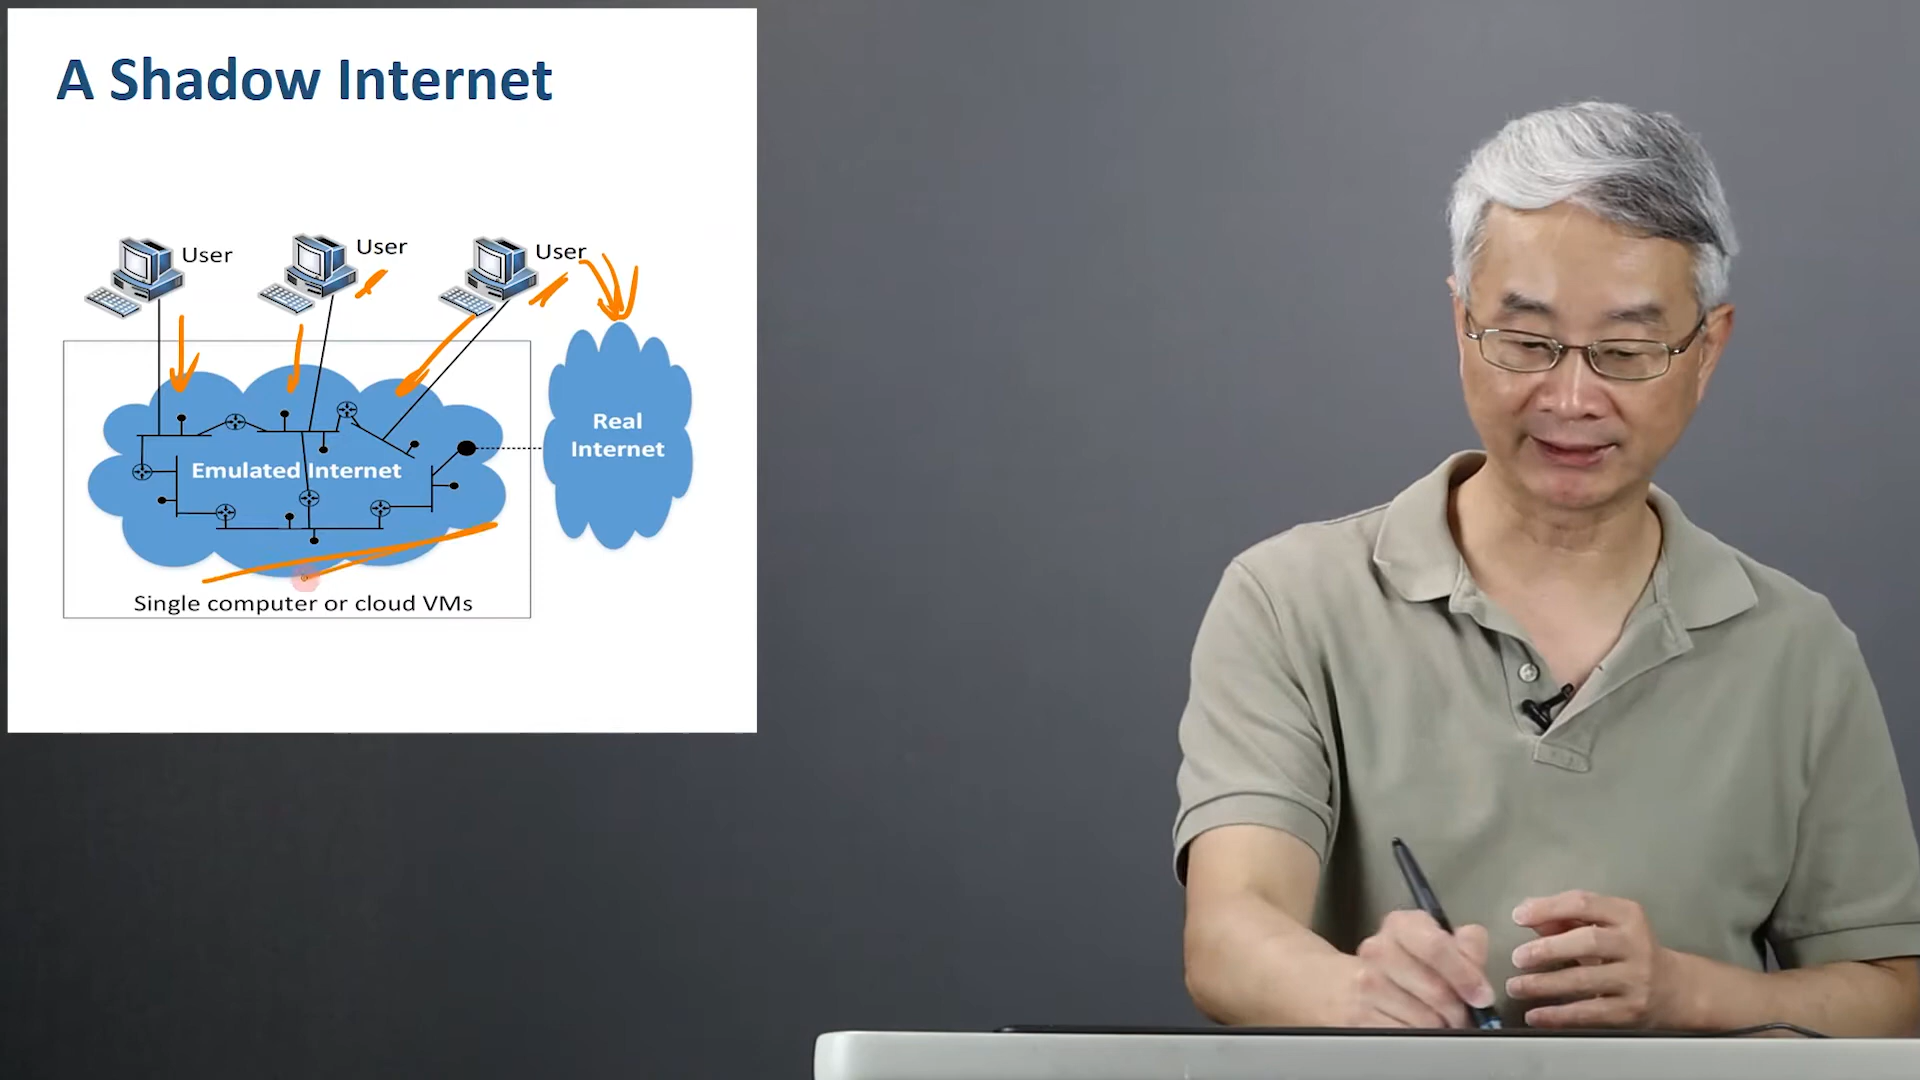 A Shadow Internet
User
User
User
Real
Internet
Emulated Internet
Single computer or cloud VMs